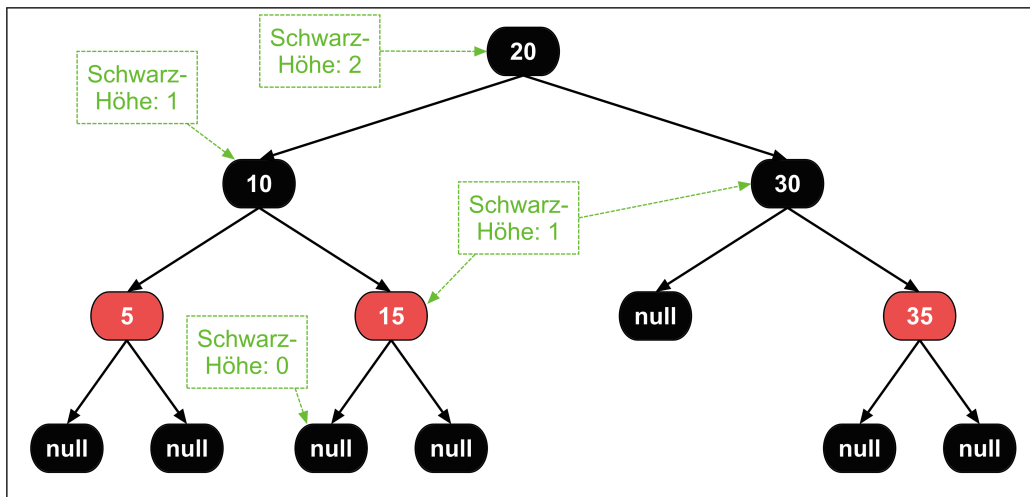 Schwarz-
Höhe: 2
20
Schwarz-
Höhe: 1
10
30
Schwarz-
Höhe: 1
5
15
null
35
Schwarz-
Höhe: 0
null
null
null
null
null
null